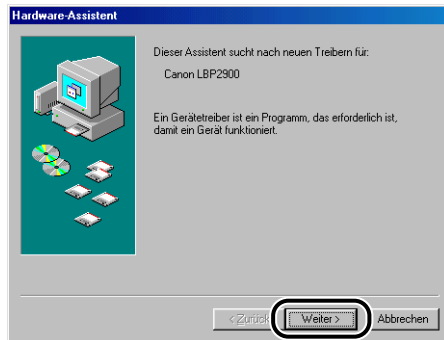 Hardware-Assistent
Dieser Assistent sucht nach neuen Treibern für:
Canon LBP2900
Ein Gerätetreiber ist ein Programm, das erforderlich ist,
damit ein Gerät funktioniert.
< Zurück Weiter > Abbrechen